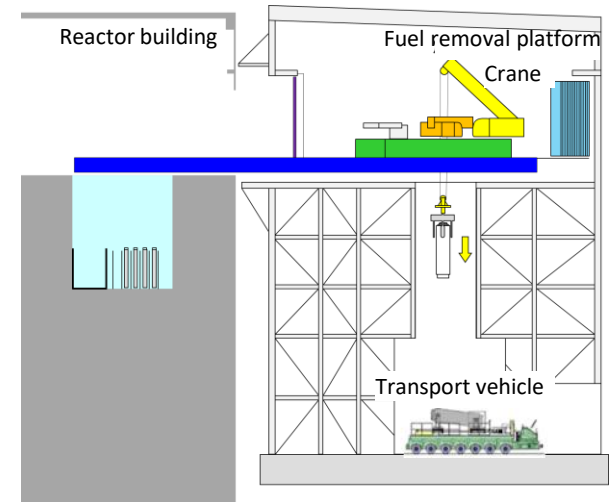 Reactor building
Fuel removal platform
Crane
Transport vehicle